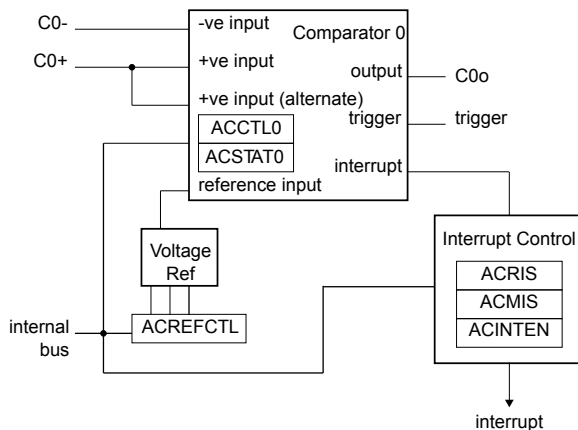 C0-
-ve input
Comparator 0
C0+
+ve input
output
C0o
+ve input (alternate)
ACCTL0
trigger
trigger
ACSTAT0
interrupt
reference input
Voltage
Ref
Interrupt Control
ACRIS
ACMIS
ACINTEN
internal
bus
ACREFCTL
interrupt